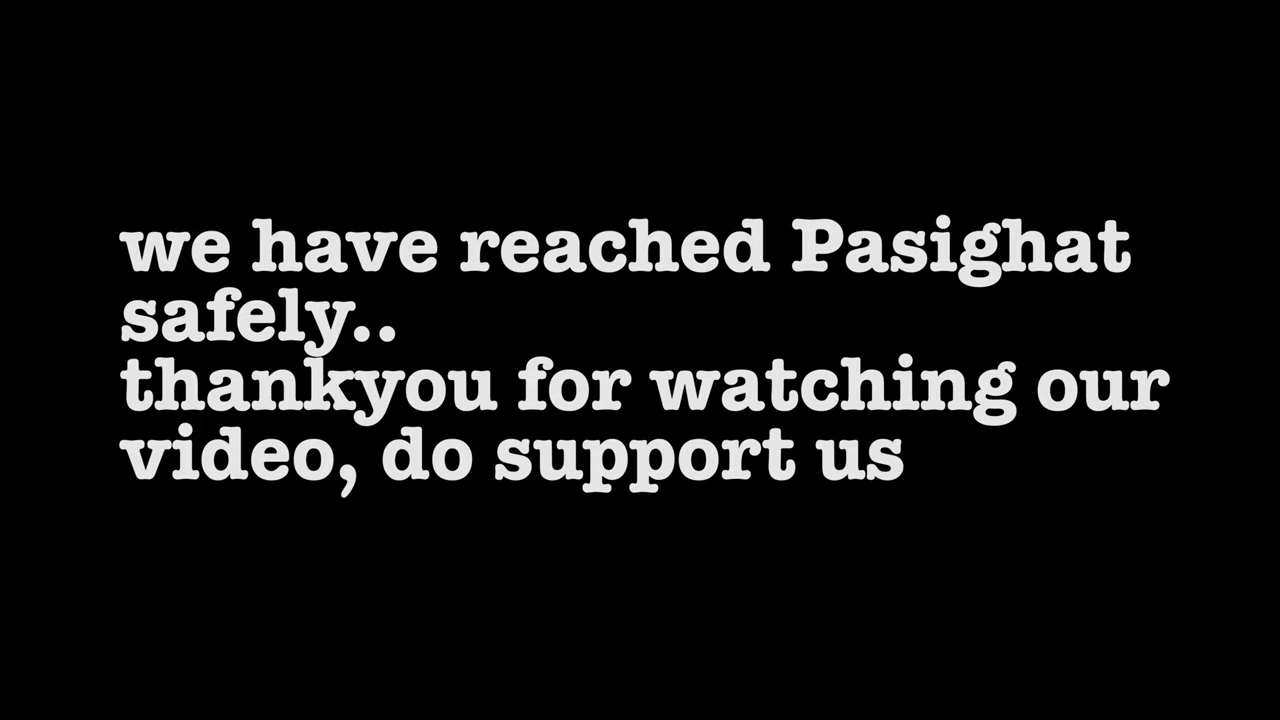 we have reached Pasighat
safely..
thankyou for watching our
video, do support us